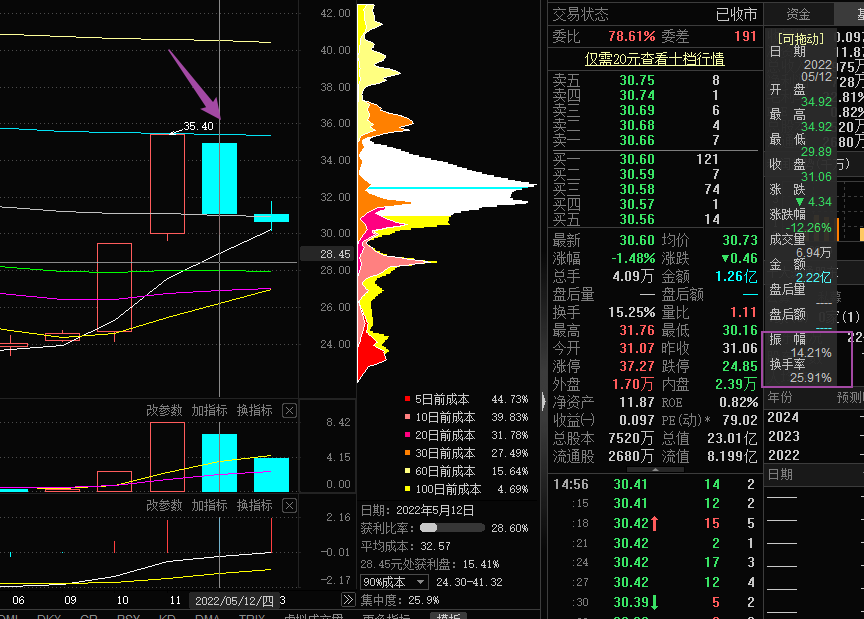 42.00
40.00
38.00
36.00
34.00
32.00
30.00
28.45
28.00
26.00
24.00
35.40
改参数 加指标 换指标
8.42
4.15
0.00
改参数 加指标 换指标
2.16
-0.01
-2.17
06 09 10 11 2022/05/12/四 3
5日前成本 44.73%
10日前成本 39.83%
20日前成本 31.78%
30日前成本 27.49%
60日前成本 15.64%
100日前成本 4.69%
日期: 2022年5月12日
获利比率: 28.60%
平均成本: 32.57
28.45元处获利盘: 15.41%
90%成本 24.30-41.32
集中度: 25.9%
交易状态 已收市
委比 78.61% 委差 191
仅需20元查看十档行情
卖五 30.75 8
卖四 30.74 1
卖三 30.69 6
卖二 30.68 4
卖一 30.66 7
买一 30.60 121
买二 30.59 7
买三 30.58 74
买四 30.57 1
买五 30.56 14
最新 30.60 均价 30.73
涨幅 -1.48% 涨跌 ▼0.46
总手 4.09万 金额 1.26亿
盘后量 — 盘后额 —
换手 15.25% 量比 1.11
最高 31.76 最低 30.16
今开 31.07 昨收 31.06
涨停 37.27 跌停 24.85
外盘 1.70万 内盘 2.39万
净资产 11.87 ROE 0.82%
收益㈠ 0.097 PE(动)* 79.02
总股本 7520万 总值 23.01亿
流通股 2680万 流值 8.199亿
14:56 30.41 14 2
:15 30.41 12 2
:18 30.42↑ 15 5
:21 30.42 2 1
:24 30.42 17 3
:27 30.42 12 4
:30 30.39↓ 5 2
资金
[可拖动]
日 期
2022
05/12
开 盘
34.92
最 高
34.92
最 低
29.89
收 盘
31.06
涨 跌
▼4.34
涨跌幅
-12.26%
成交量
6.94万
金 额
2.22亿
盘后量
----
盘后额
----
振 幅
14.21%
换手率
25.91%
年份 预测
2024
2023
2022
日期